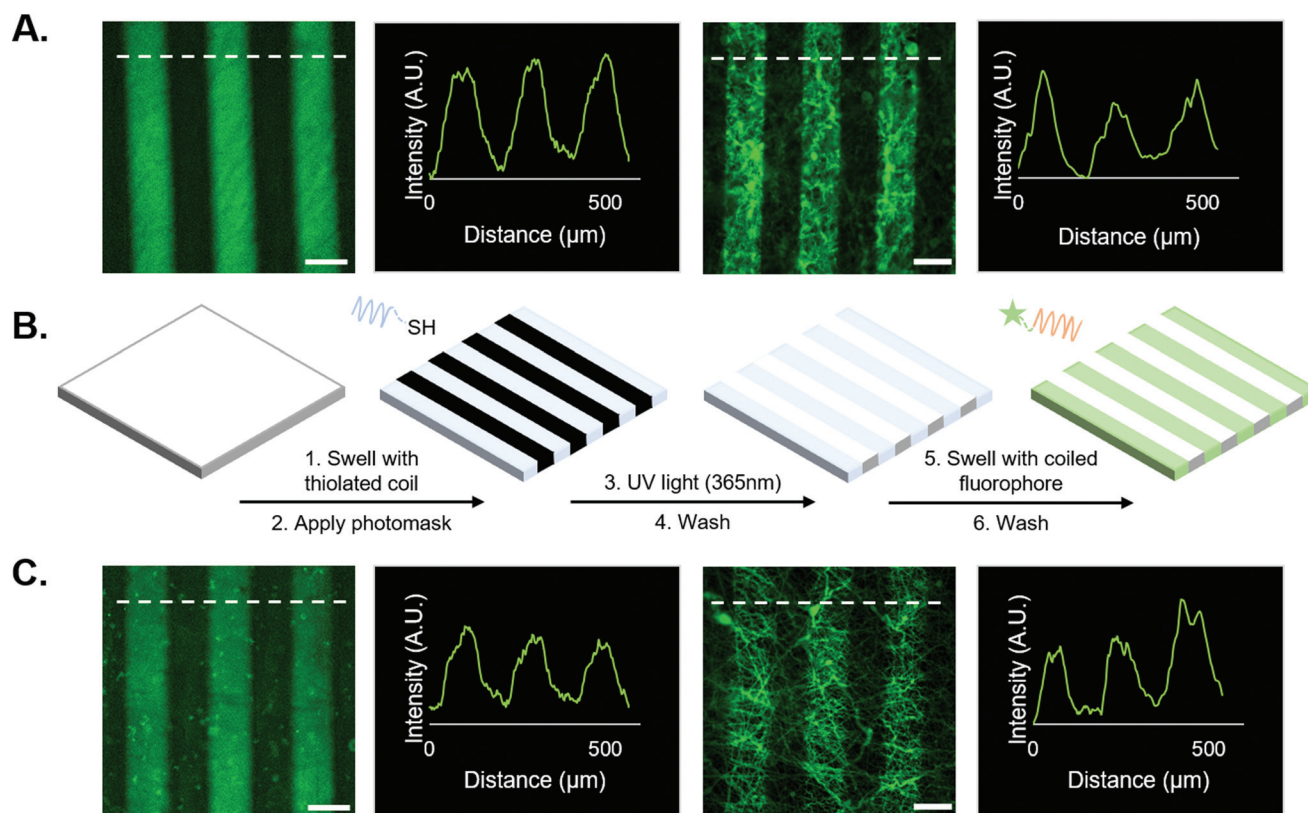 A.
Intensity (A.U.)
0
500
Distance (µm)
Intensity (A.U.)
0
500
Distance (µm)
B.
SH
1. Swell with
thiolated coil
2. Apply photomask
3. UV light (365nm)
4. Wash
5. Swell with coiled
fluorophore
6. Wash
C.
Intensity (A.U.)
0
500
Distance (µm)
Intensity (A.U.)
0
500
Distance (µm)